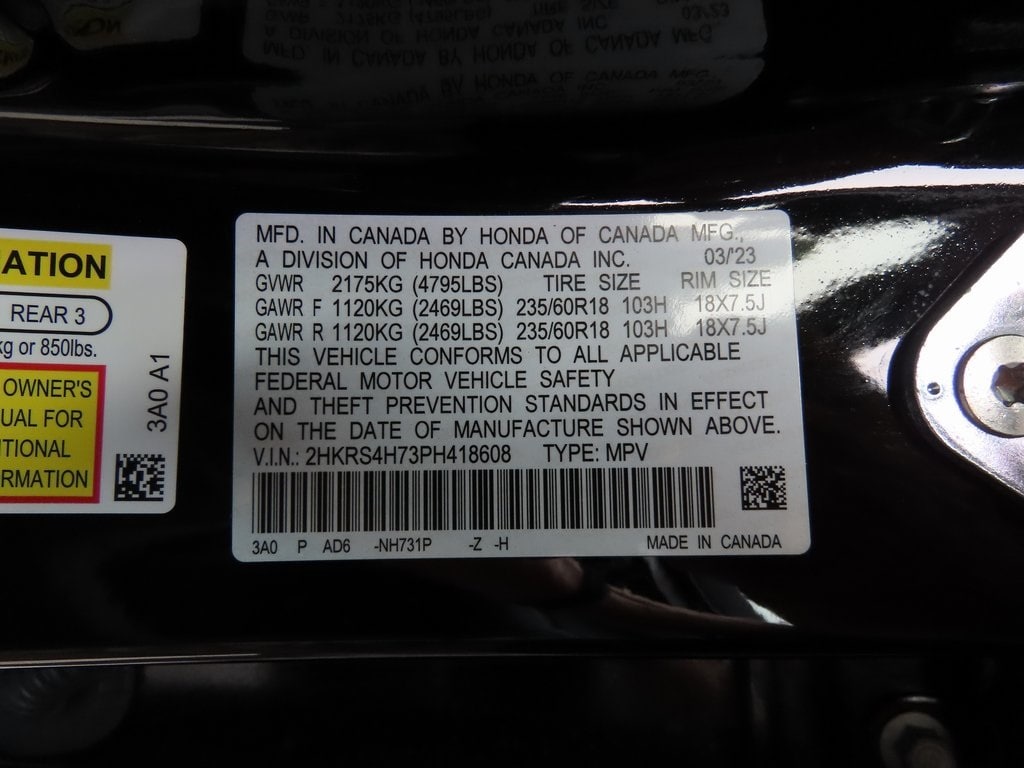 MFD. IN CANADA BY HONDA OF CANADA MFG.,
A DIVISION OF HONDA CANADA INC. 03/'23
GVWR 2175KG (4795LBS) TIRE SIZE RIM SIZE
GAWR F 1120KG (2469LBS) 235/60R18 103H 18X7.5J
GAWR R 1120KG (2469LBS) 235/60R18 103H 18X7.5J
THIS VEHICLE CONFORMS TO ALL APPLICABLE
FEDERAL MOTOR VEHICLE SAFETY
AND THEFT PREVENTION STANDARDS IN EFFECT
ON THE DATE OF MANUFACTURE SHOWN ABOVE.
V.I.N.: 2HKRS4H73PH418608 TYPE: MPV
3A0 P AD6 -NH731P -Z -H MADE IN CANADA
ATION
REAR 3
kg or 850lbs.
OWNER'S
UAL FOR
ITIONAL
RMATION
3A0 A1